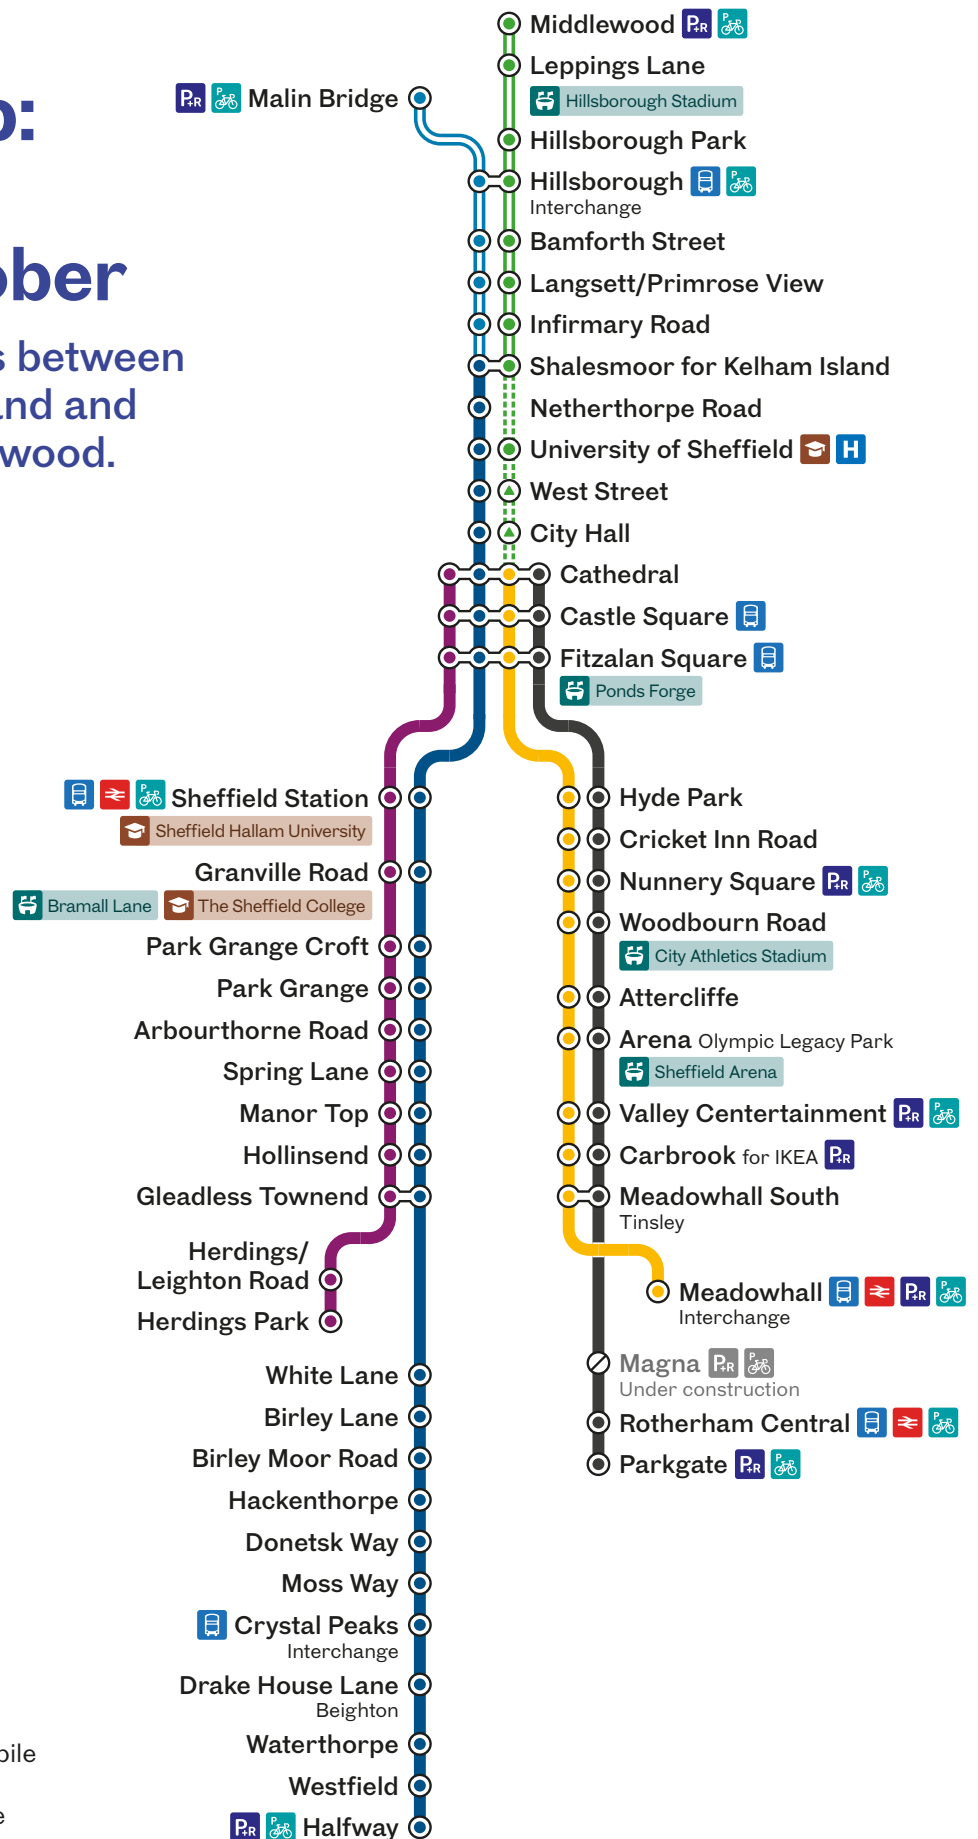 ober
s between
and and
wood.
Middlewood P+R P
Leppings Lane
Hillsborough Stadium
P+R P Malin Bridge
Hillsborough Park
Hillsborough P
Interchange
Bamforth Street
Langsett/Primrose View
Infirmary Road
Shalesmoor for Kelham Island
Netherthorpe Road
University of Sheffield H
West Street
City Hall
Cathedral
Castle Square
Fitzalan Square
Ponds Forge
P Sheffield Station
Sheffield Hallam University
Granville Road
Bramall Lane The Sheffield College
Park Grange Croft
Park Grange
Arbourthorne Road
Spring Lane
Manor Top
Hollinsend
Gleadless Townend
Herdings/
Leighton Road
Herdings Park
Hyde Park
Cricket Inn Road
Nunnery Square P+R P
Woodbourn Road
City Athletics Stadium
Attercliffe
Arena Olympic Legacy Park
Sheffield Arena
Valley Centertainment P+R P
Carbrook for IKEA P+R
Meadowhall South
Tinsley
Meadowhall P+R P
Interchange
Magna P+R P
Under construction
Rotherham Central P
Parkgate P+R P
White Lane
Birley Lane
Birley Moor Road
Hackenthorpe
Donetsk Way
Moss Way
Crystal Peaks
Interchange
Drake House Lane
Beighton
Waterthorpe
Westfield
P+R P Halfway